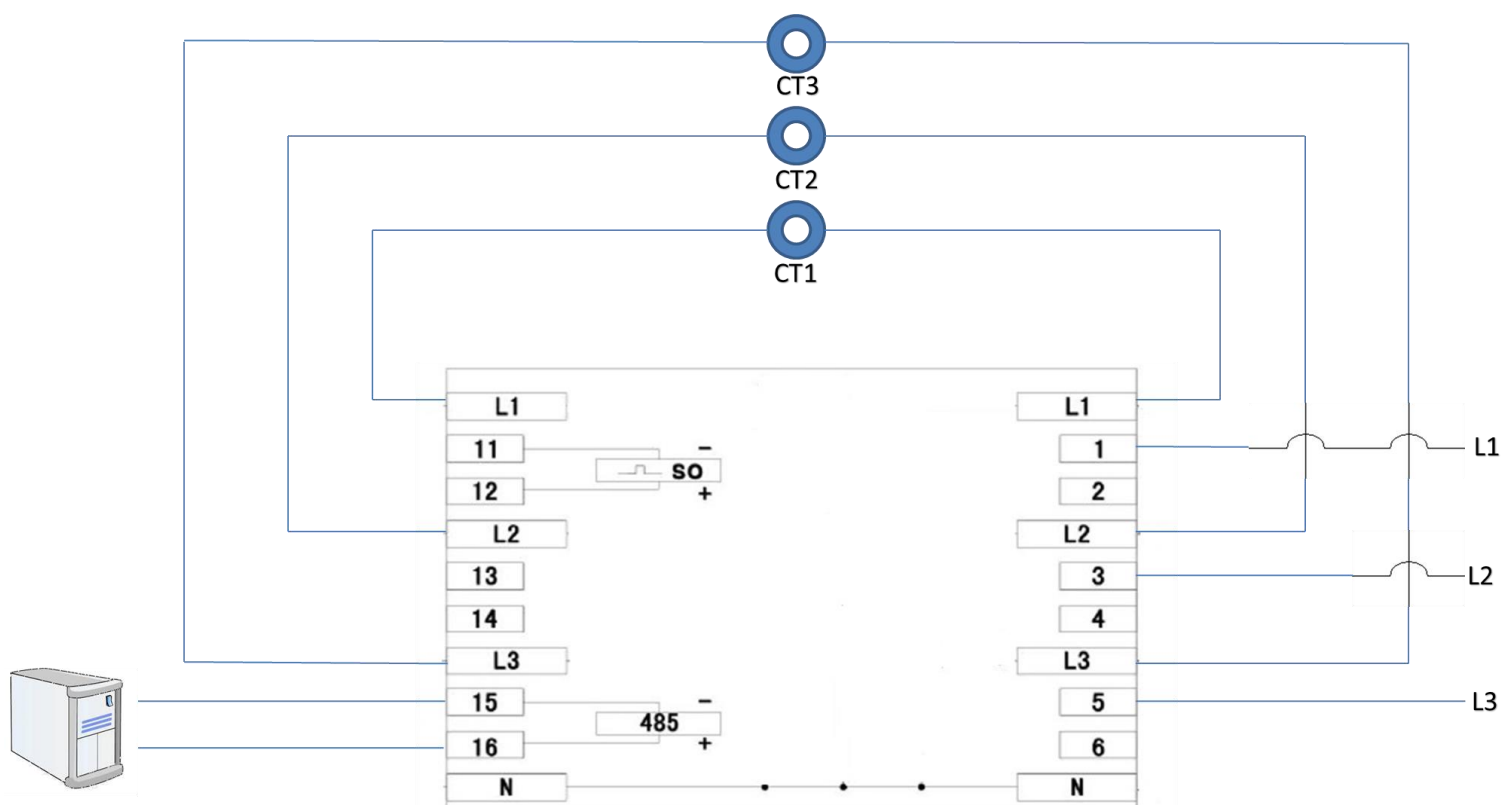 CT3
CT2
CT1
L1 L1
11 − 1 L1
SO
12 + 2
L2 L2
13 3 L2
14 4
L3 L3
15 − 5 L3
485
16 + 6
N N